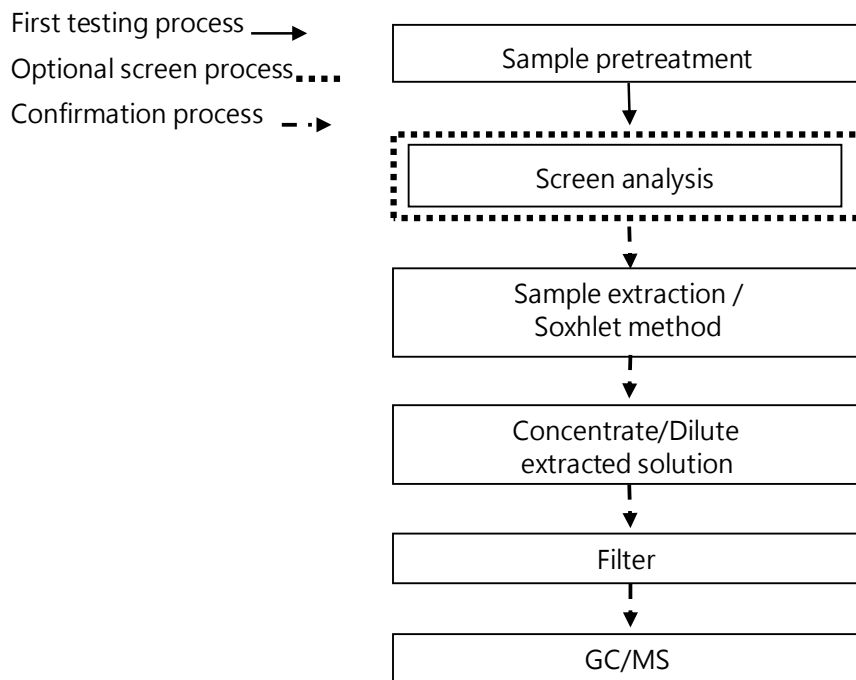 First testing process
Optional screen process
Confirmation process
Sample pretreatment
Screen analysis
Sample extraction /
Soxhlet method
Concentrate/Dilute
extracted solution
Filter
GC/MS